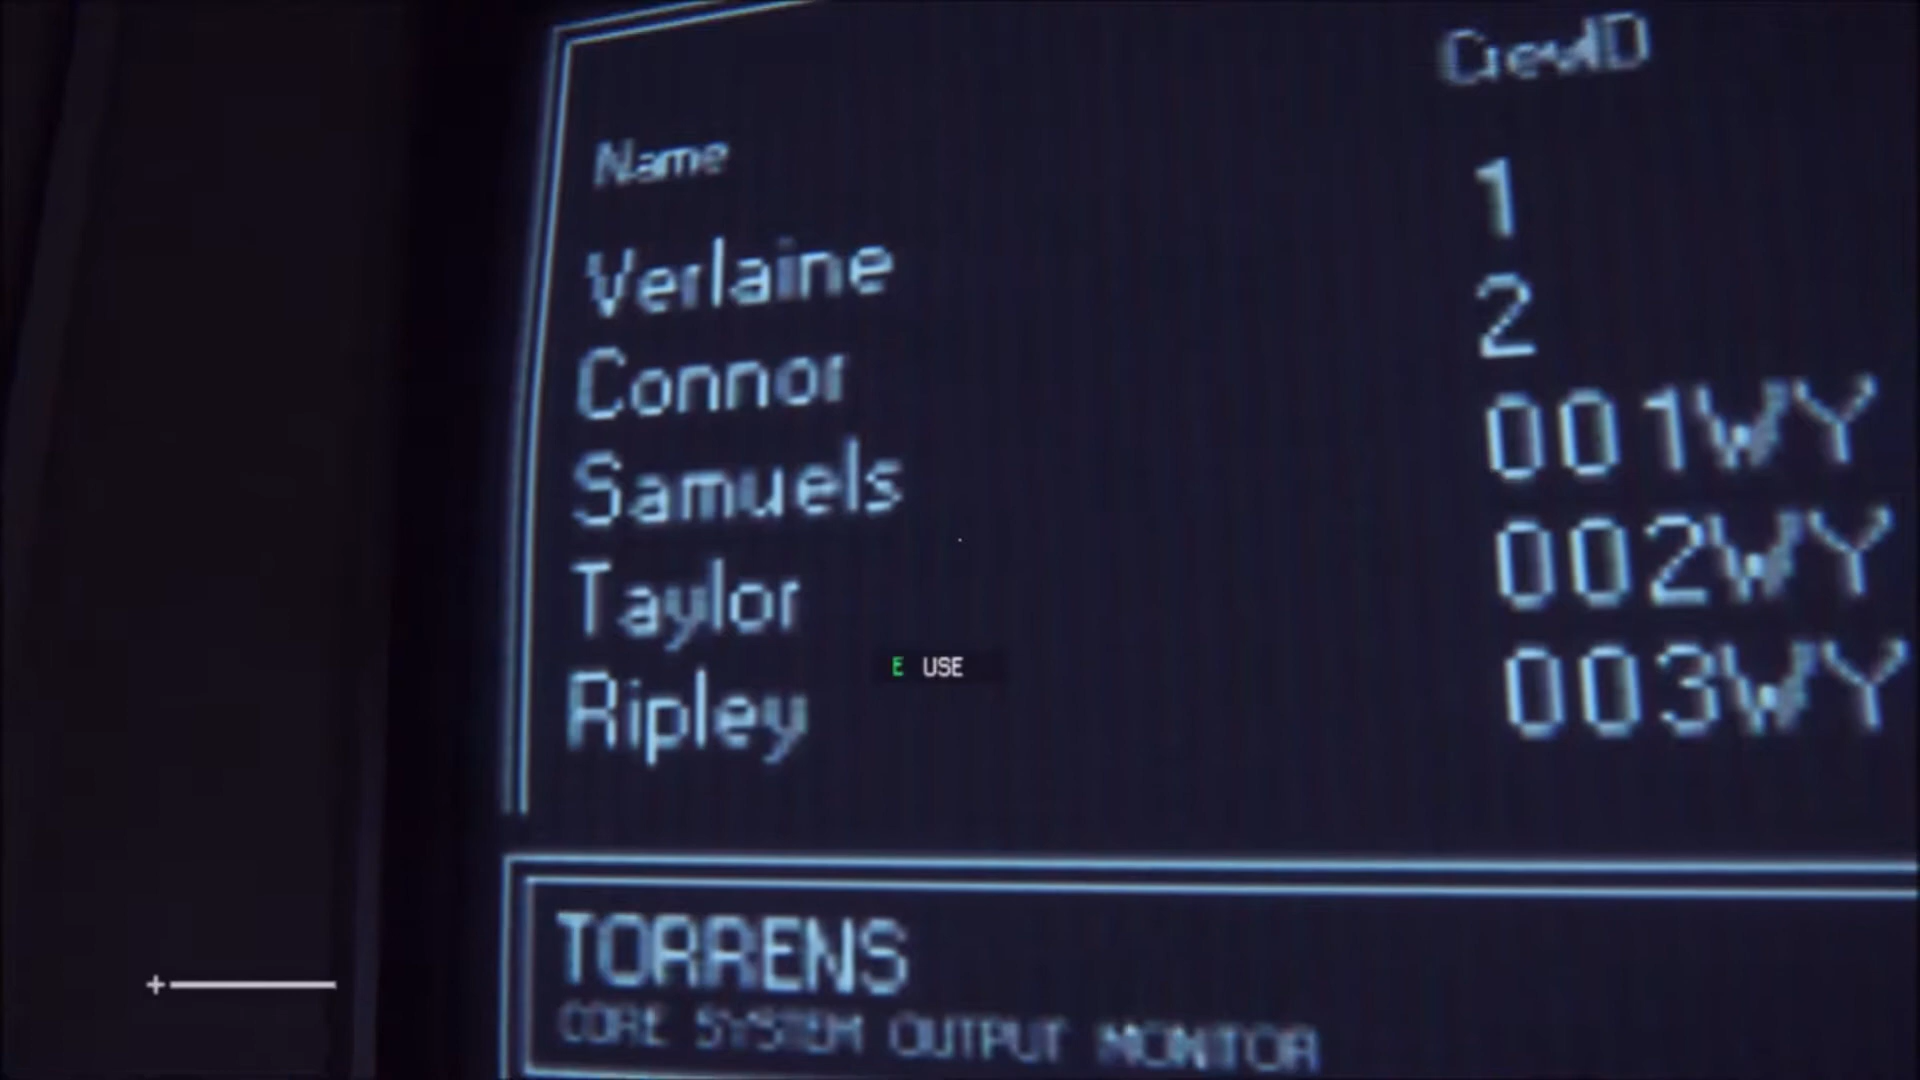 Name CrewID
Verlaine 1
Connor 2
Samuels 001WY
Taylor 002WY
Ripley 003WY
E USE
TORRENS
CORE SYSTEM OUTPUT MONITOR